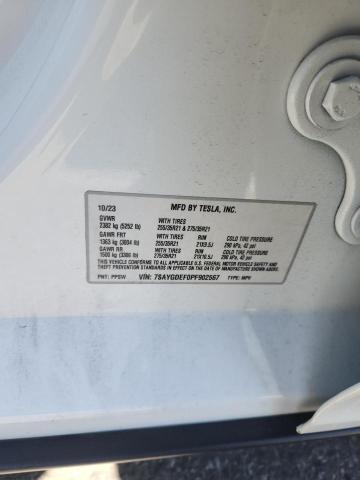 10/23 MFD BY TESLA, INC.
GVWR WITH TIRES
2382 kg (5252 lb) 255/35R21 & 275/35R21
GAWR FRT WITH TIRES RIM COLD TIRE PRESSURE
1363 kg (3004 lb) 255/35R21 21X9.5J 290 kPa, 42 psi
GAWR RR WITH TIRES RIM COLD TIRE PRESSURE
1500 kg (3306 lb) 275/35R21 21X10.5J 290 kPa, 42 psi
THIS VEHICLE CONFORMS TO ALL APPLICABLE U.S. FEDERAL MOTOR VEHICLE SAFETY AND
THEFT PREVENTION STANDARDS IN EFFECT ON THE DATE OF MANUFACTURE SHOWN ABOVE.
PNT: PPSW VIN: 7SAYGDEF0PF902567 TYPE: MPV